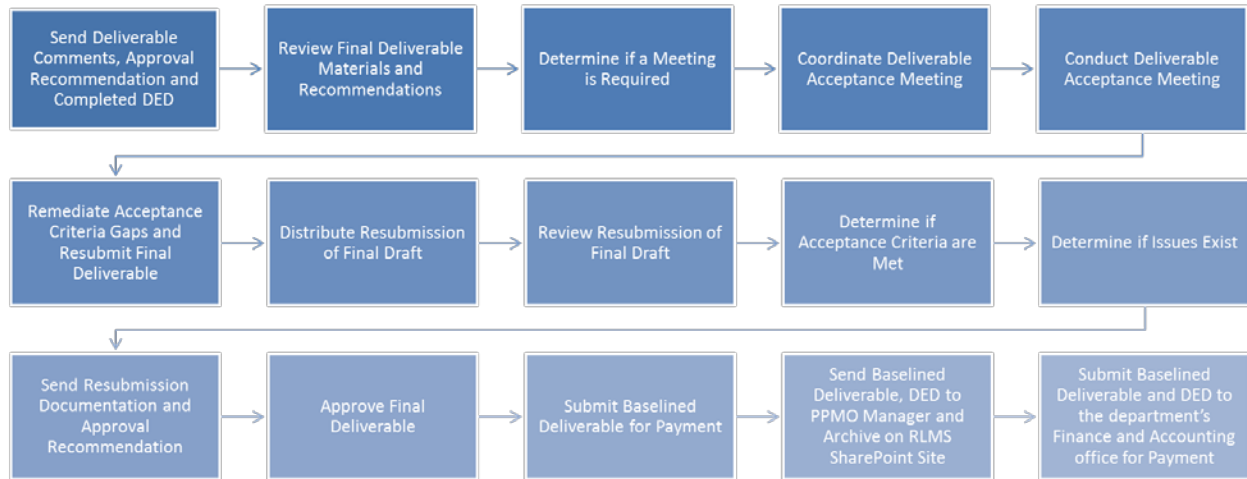 Send Deliverable
Comments, Approval
Recommendation and
Completed DED
Review Final Deliverable
Materials and
Recommendations
Determine if a Meeting
is Required
Coordinate Deliverable
Acceptance Meeting
Conduct Deliverable
Acceptance Meeting
Remediate Acceptance
Criteria Gaps and
Resubmit Final
Deliverable
Distribute Resubmission
of Final Draft
Review Resubmission of
Final Draft
Determine if
Acceptance Criteria are
Met
Determine if Issues Exist
Send Resubmission
Documentation and
Approval
Recommendation
Approve Final
Deliverable
Submit Baselined
Deliverable for Payment
Send Baselined
Deliverable, DED to
PPMO Manager and
Archive on RLMS
SharePoint Site
Submit Baselined
Deliverable and DED to
the department's
Finance and Accounting
office for Payment